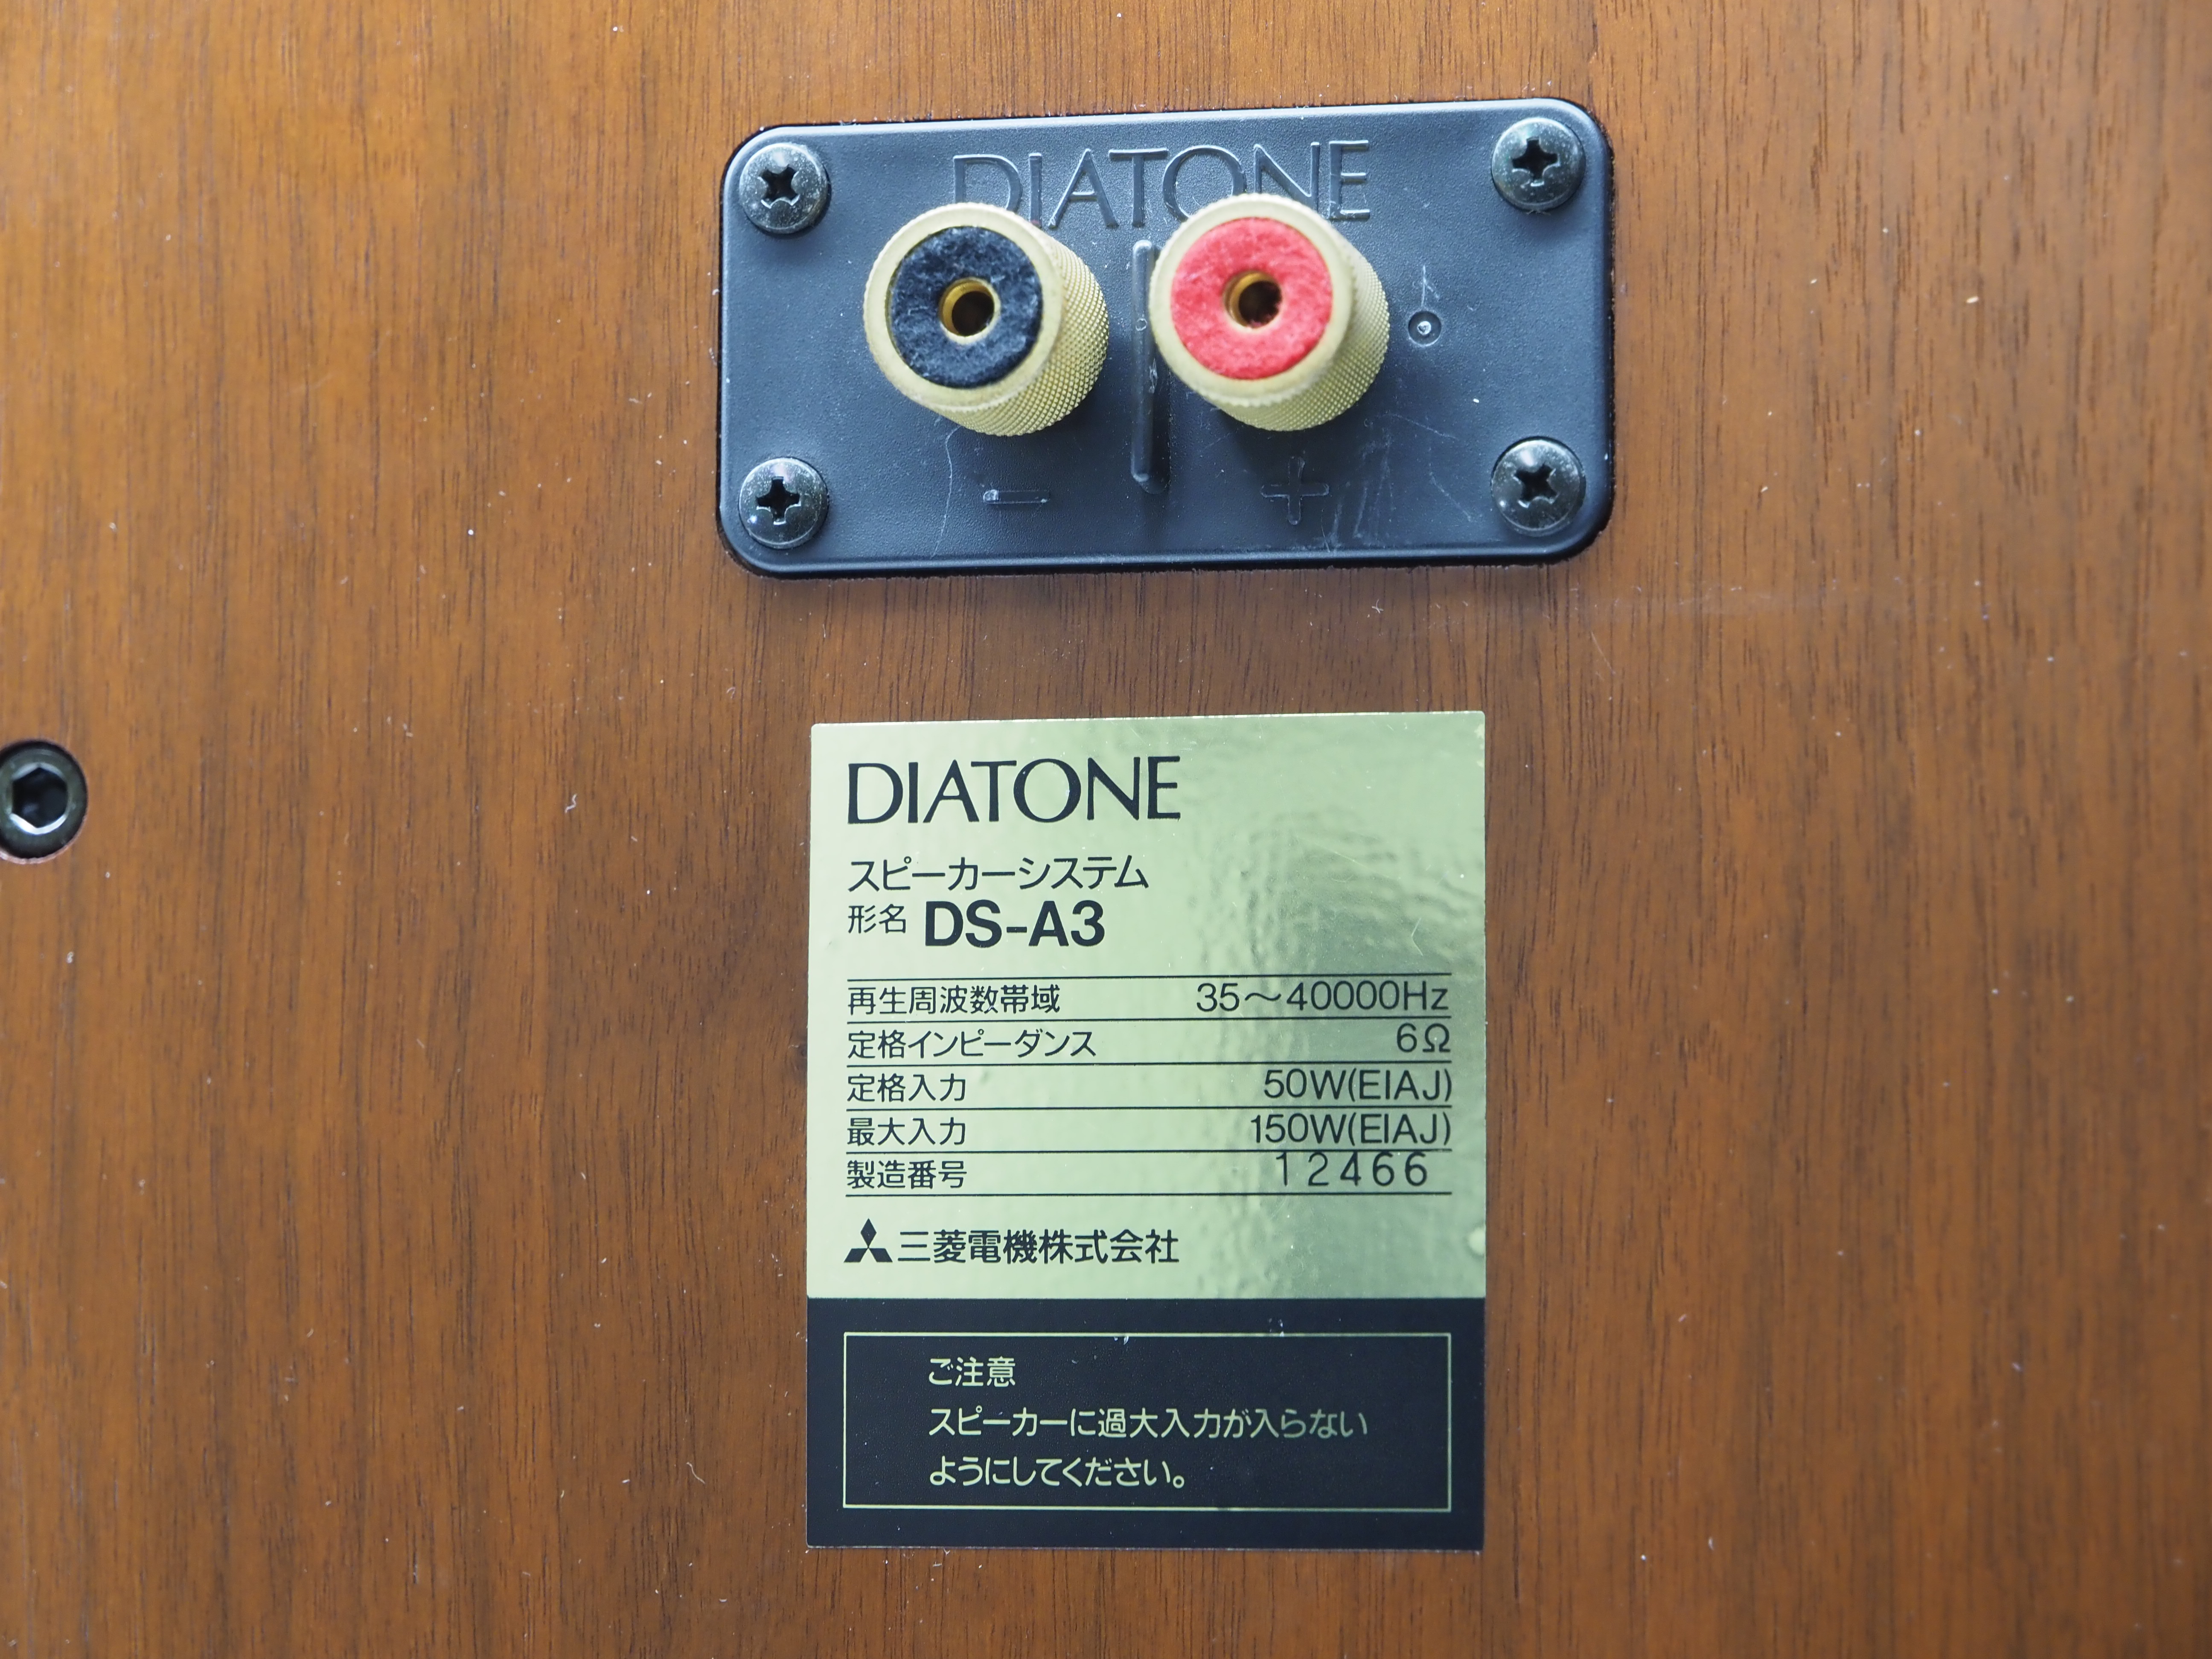 DIATONE
- +
DIATONE
スピーカーシステム
形名 DS-A3
再生周波数帯域 35～40000Hz
定格インピーダンス 6Ω
定格入力 50W(EIAJ)
最大入力 150W(EIAJ)
製造番号 12466
三菱電機株式会社
ご注意
スピーカーに過大入力が入らない
ようにしてください。